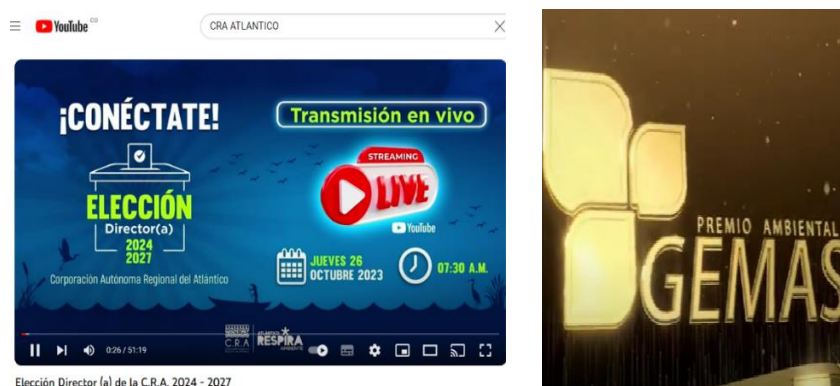 YouTube CO
CRA ATLANTICO
¡CONÉCTATE!
Transmisión en vivo
STREAMING
LIVE
YouTube
ELECCIÓN
Director(a)
2024
2027
Corporación Autónoma Regional del Atlántico
JUEVES 26
OCTUBRE 2023
07:30 A.M.
C.R.A
ATLÁNTICO
RESPIRA
0:26 / 51:19
Elección Director (a) de la C.R.A. 2024 - 2027
PREMIO AMBIENTAL
GEMAS